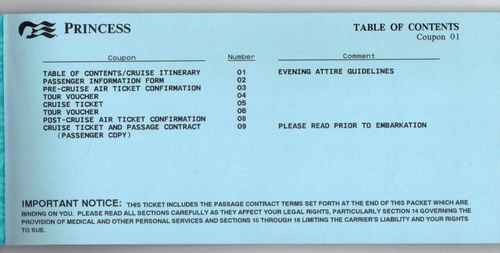 PRINCESS
TABLE OF CONTENTS
Coupon 01
Coupon Number Comment
TABLE OF CONTENTS/CRUISE ITINERARY 01 EVENING ATTIRE GUIDELINES
PASSENGER INFORMATION FORM 02
PRE-CRUISE AIR TICKET CONFIRMATION 03
TOUR VOUCHER 04
CRUISE TICKET 05
TOUR VOUCHER 06
POST-CRUISE AIR TICKET CONFIRMATION 08
CRUISE TICKET AND PASSAGE CONTRACT 09 PLEASE READ PRIOR TO EMBARKATION
(PASSENGER COPY)
IMPORTANT NOTICE: THIS TICKET INCLUDES THE PASSAGE CONTRACT TERMS SET FORTH AT THE END OF THIS PACKET WHICH ARE
BINDING ON YOU. PLEASE READ ALL SECTIONS CAREFULLY AS THEY AFFECT YOUR LEGAL RIGHTS, PARTICULARLY SECTION 14 GOVERNING THE
PROVISION OF MEDICAL AND OTHER PERSONAL SERVICES AND SECTIONS 15 THROUGH 18 LIMITING THE CARRIER'S LIABILITY AND YOUR RIGHTS
TO SUE.